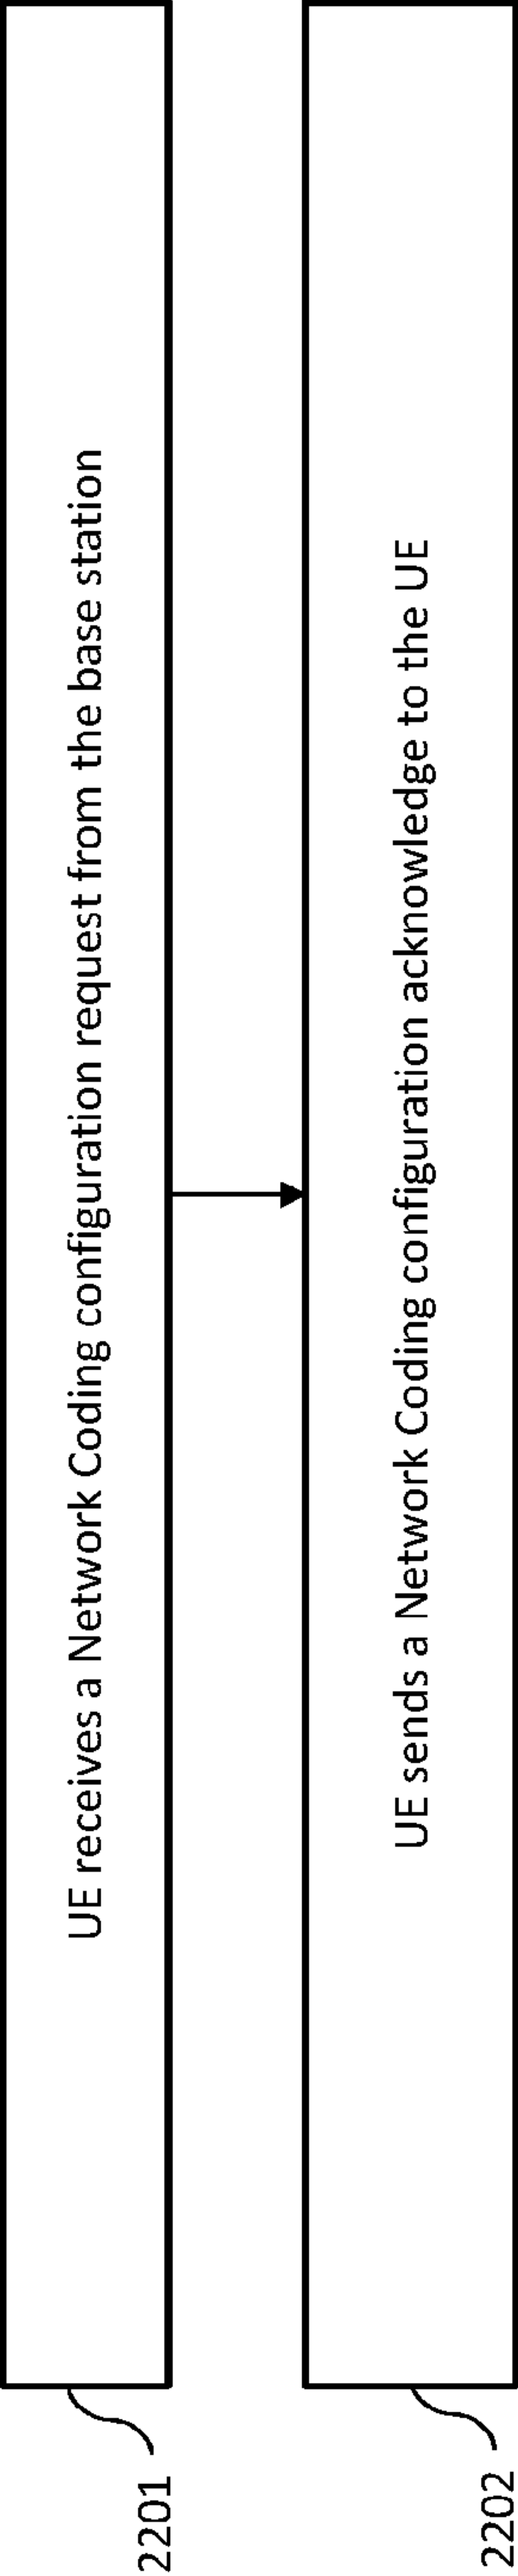 UE receives a Network Coding configuration request from the base station
2201
UE sends a Network Coding configuration acknowledge to the UE
2202